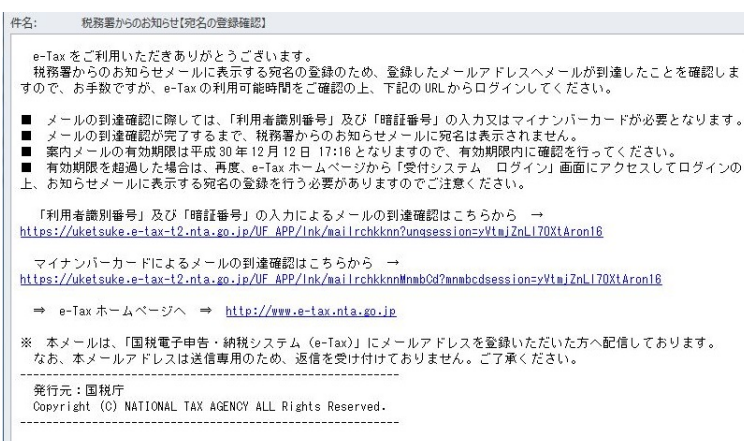 件名: 税務署からのお知らせ【宛名の登録確認】
e-Taxをご利用いただきありがとうございます。
税務署からのお知らせメールに表示する宛名の登録のため、登録したメールアドレスへメールが到達したことを確認しま
すので、お手数ですが、e-Taxの利用可能時間をご確認の上、下記のURLからログインしてください。
■ メールの到達確認に際しては、「利用者識別番号」及び「暗証番号」の入力又はマイナンバーカードが必要となります。
■ メールの到達確認が完了するまで、税務署からのお知らせメールに宛名は表示されません。
■ 案内メールの有効期限は平成30年12月12日 17:16となりますので、有効期限内に確認を行ってください。
■ 有効期限を超過した場合は、再度、e-Taxホームページから「受付システム ログイン」画面にアクセスしてログインの
上、お知らせメールに表示する宛名の登録を行う必要がありますのでご注意ください。
「利用者識別番号」及び「暗証番号」の入力によるメールの到達確認はこちらから →
https://uketsuke.e-tax-t2.nta.go.jp/UF_APP/lnk/mailrchkknn?unqsession=yVtmjZnLl70XtAron16
マイナンバーカードによるメールの到達確認はこちらから →
https://uketsuke.e-tax-t2.nta.go.jp/UF_APP/lnk/mailrchkknnMnmbCd?mnmbcdsession=yVtmjZnLl70XtAron16
⇒ e-Taxホームページへ ⇒ http://www.e-tax.nta.go.jp
※ 本メールは、「国税電子申告・納税システム(e-Tax)」にメールアドレスを登録いただいた方へ配信しております。
なお、本メールアドレスは送信専用のため、返信を受け付けておりません。ご了承ください。
-----------------------------------------------------------
発行元：国税庁
Copyright (C) NATIONAL TAX AGENCY ALL Rights Reserved.
-----------------------------------------------------------